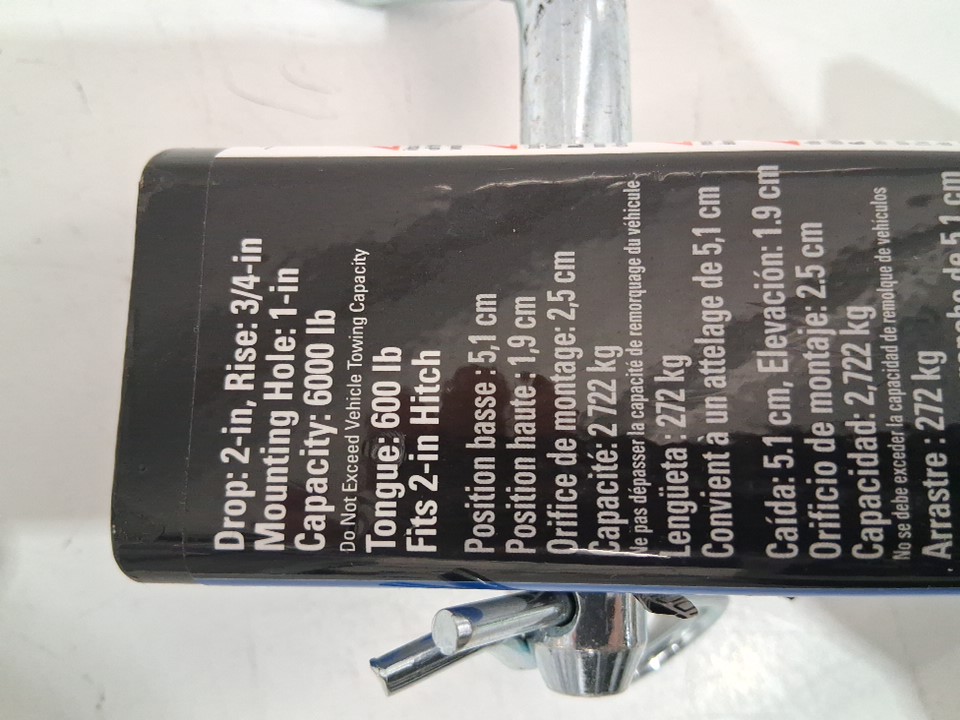 Drop: 2-in, Rise: 3/4-in
Mounting Hole: 1-in
Capacity: 6000 lb
Do Not Exceed Vehicle Towing Capacity
Tongue: 600 lb
Fits 2-in Hitch
Position basse : 5,1 cm
Position haute : 1,9 cm
Orifice de montage: 2,5 cm
Capacité: 2 722 kg
Ne pas dépasser la capacité de remorquage du véhicule
Lengüeta : 272 kg
Convient à un attelage de 5,1 cm
Caída: 5.1 cm, Elevación: 1.9 cm
Orificio de montaje: 2.5 cm
Capacidad: 2,722 kg
No se debe exceder la capacidad de remolque de vehículos
Arrastre : 272 kg
de 5.1 cm